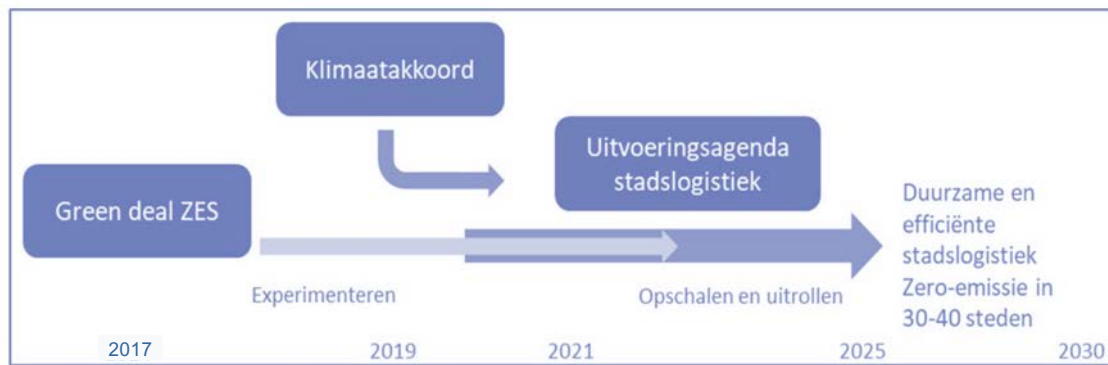 Klimaatakkoord
Uitvoeringsagenda
stadslogistiek
Green deal ZES
Duurzame en
efficiënte
stadslogistiek
Zero-emissie in
30-40 steden
Experimenteren
Opschalen en uitrollen
2017
2019
2021
2025
2030